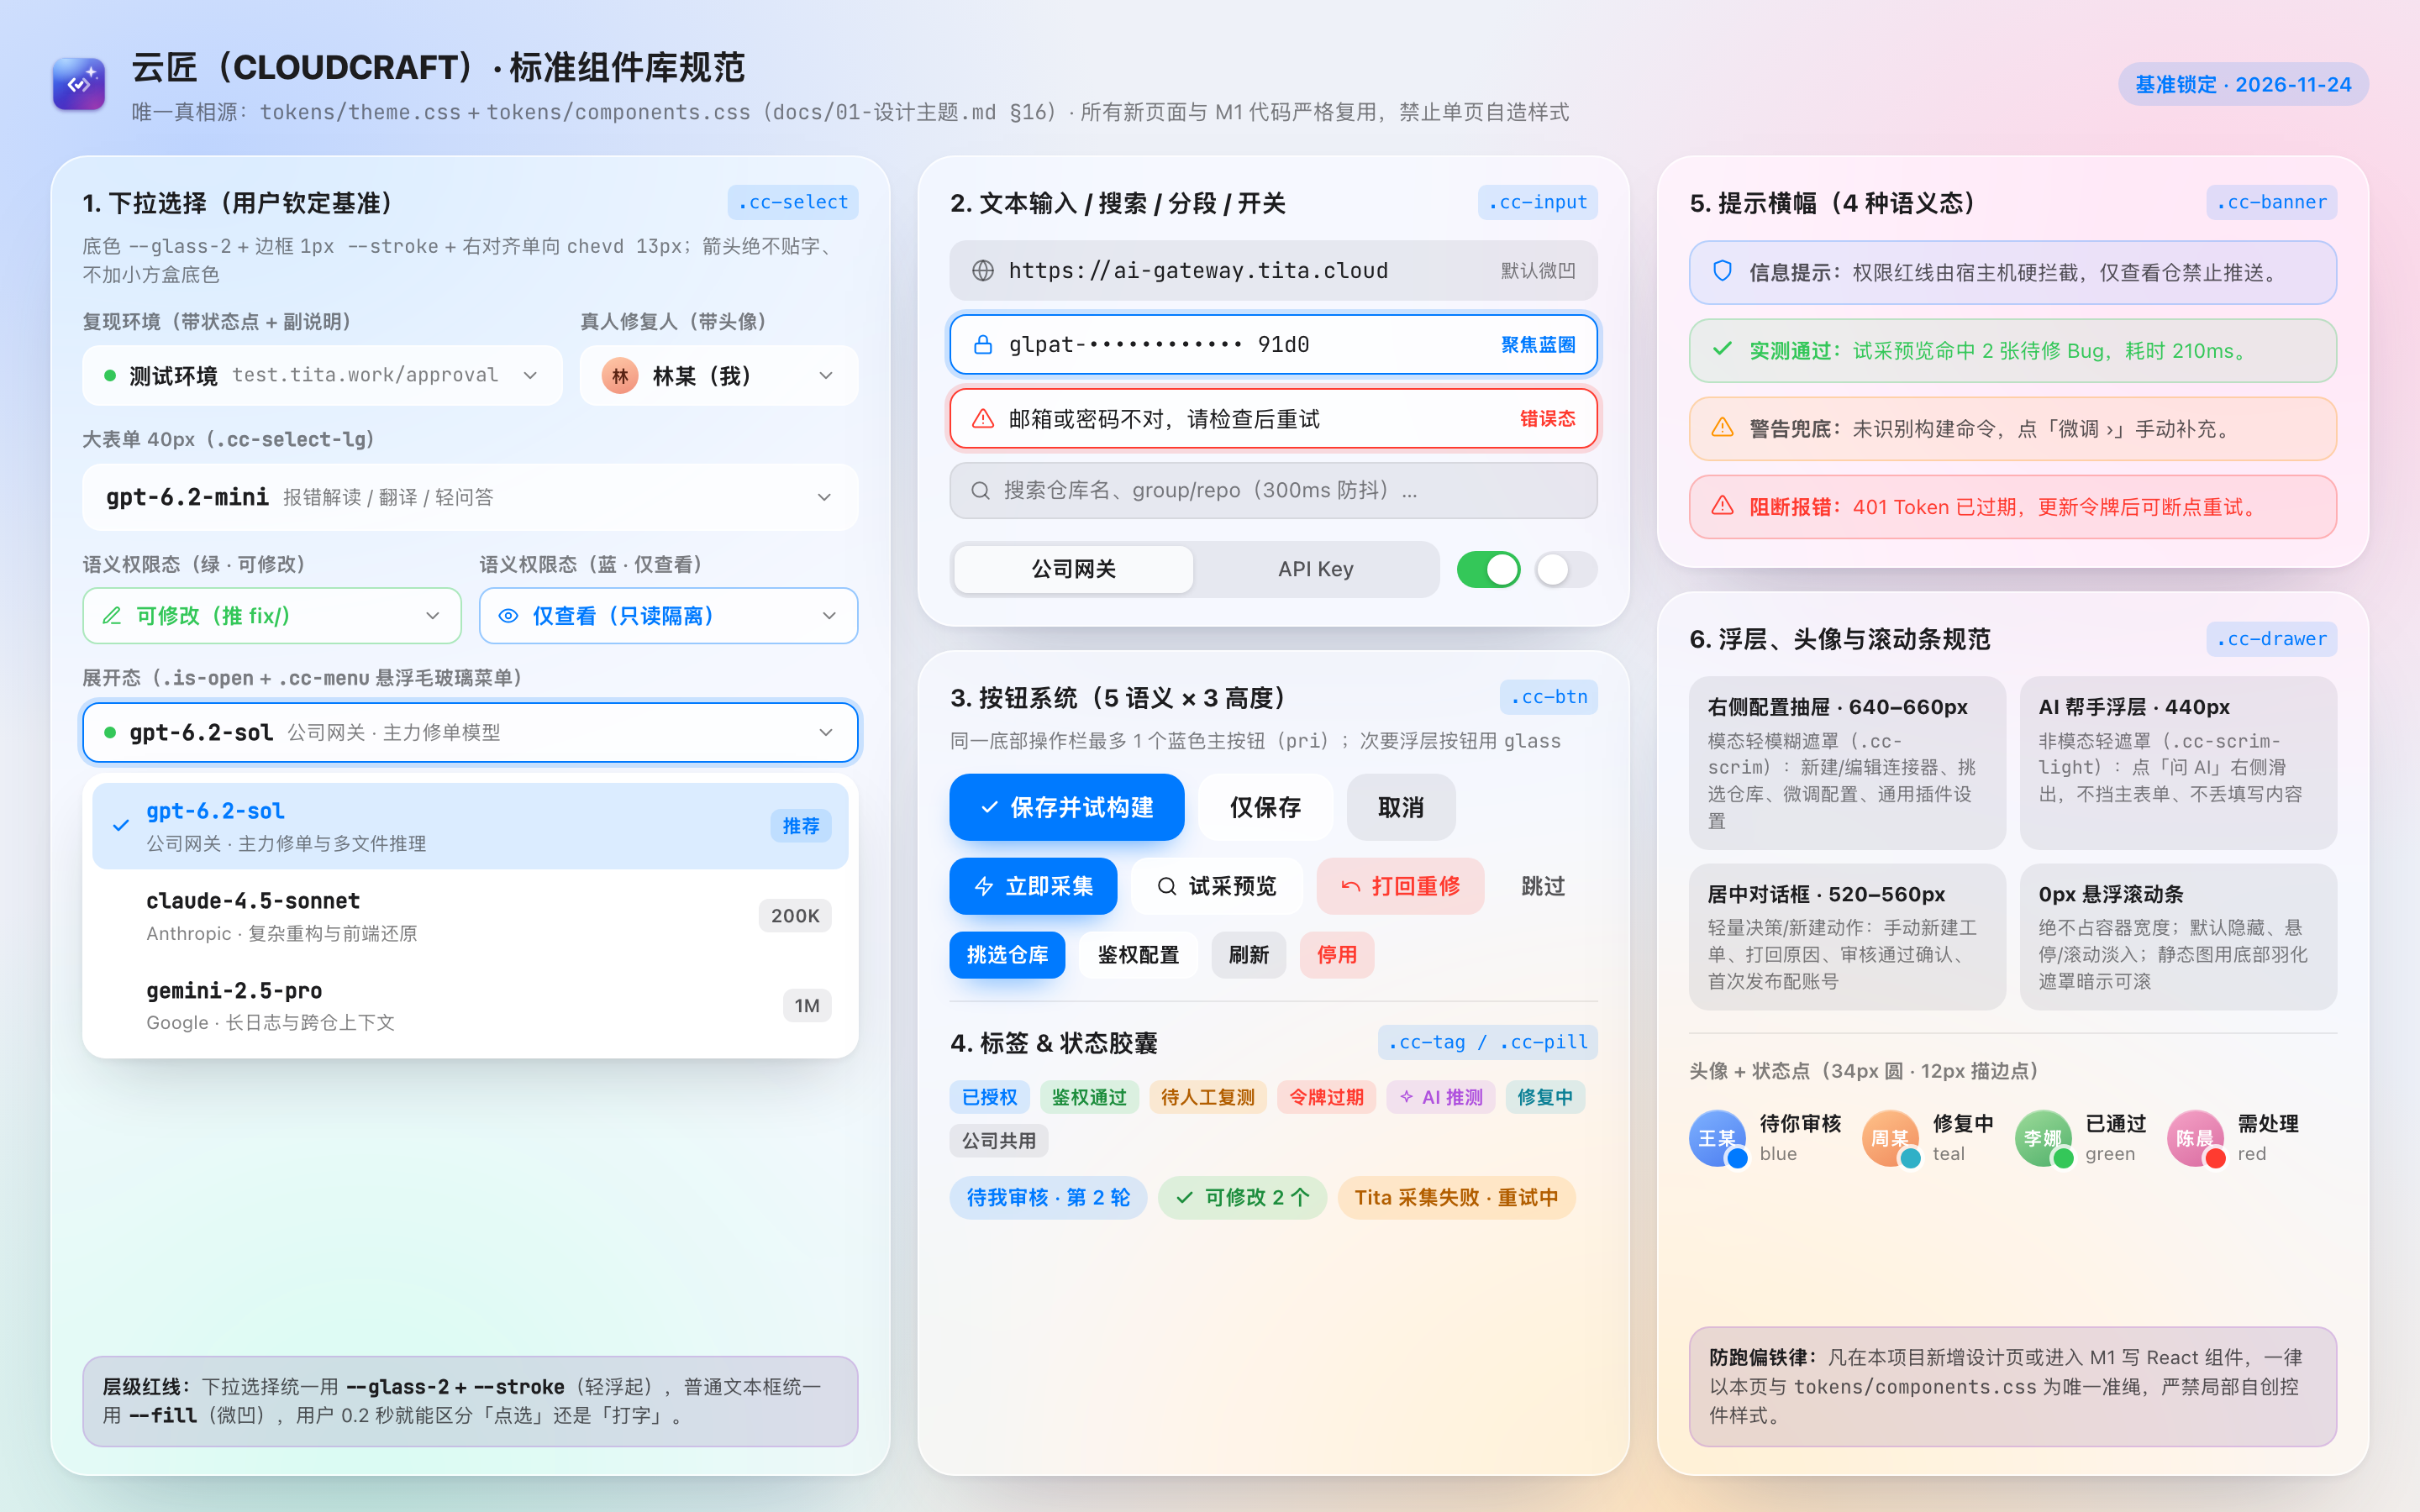 云匠（CLOUDCRAFT）· 标准组件库规范
唯一真相源：tokens/theme.css + tokens/components.css（docs/01-设计主题.md §16）· 所有新页面与 M1 代码严格复用，禁止单页自造样式
基准锁定 · 2026-11-24
1. 下拉选择（用户钦定基准）
.cc-select
底色 --glass-2 + 边框 1px --stroke + 右对齐单向 chevd 13px；箭头绝不贴字、
不加小方盒底色
复现环境（带状态点 + 副说明）
真人修复人（带头像）
测试环境 test.tita.work/approval
林 林某（我）
大表单 40px（.cc-select-lg）
gpt-6.2-mini 报错解读 / 翻译 / 轻问答
语义权限态（绿 · 可修改）
语义权限态（蓝 · 仅查看）
可修改（推 fix/）
仅查看（只读隔离）
展开态（.is-open + .cc-menu 悬浮毛玻璃菜单）
gpt-6.2-sol 公司网关 · 主力修单模型
gpt-6.2-sol
公司网关 · 主力修单与多文件推理
推荐
claude-4.5-sonnet
Anthropic · 复杂重构与前端还原
200K
gemini-2.5-pro
Google · 长日志与跨仓上下文
1M
层级红线：下拉选择统一用 --glass-2 + --stroke（轻浮起），普通文本框统一
用 --fill（微凹），用户 0.2 秒就能区分「点选」还是「打字」。
2. 文本输入 / 搜索 / 分段 / 开关
.cc-input
https://ai-gateway.tita.cloud 默认微凹
glpat-•••••••••••• 91d0 聚焦蓝圈
邮箱或密码不对，请检查后重试 错误态
搜索仓库名、group/repo（300ms 防抖）…
公司网关 API Key
3. 按钮系统（5 语义 × 3 高度）
.cc-btn
同一底部操作栏最多 1 个蓝色主按钮（pri）；次要浮层按钮用 glass
保存并试构建 仅保存 取消
立即采集 试采预览 打回重修 跳过
挑选仓库 鉴权配置 刷新 停用
4. 标签 & 状态胶囊
.cc-tag / .cc-pill
已授权 鉴权通过 待人工复测 令牌过期 AI 推测 修复中
公司共用
待我审核 · 第 2 轮 可修改 2 个 Tita 采集失败 · 重试中
5. 提示横幅（4 种语义态）
.cc-banner
信息提示：权限红线由宿主机硬拦截，仅查看仓禁止推送。
实测通过：试采预览命中 2 张待修 Bug，耗时 210ms。
警告兜底：未识别构建命令，点「微调 ›」手动补充。
阻断报错：401 Token 已过期，更新令牌后可断点重试。
6. 浮层、头像与滚动条规范
.cc-drawer
右侧配置抽屉 · 640–660px
模态轻模糊遮罩（.cc-
scrim）：新建/编辑连接器、挑
选仓库、微调配置、通用插件设
置
AI 帮手浮层 · 440px
非模态轻遮罩（.cc-scrim-
light）：点「问 AI」右侧滑
出，不挡主表单、不丢填写内容
居中对话框 · 520–560px
轻量决策/新建动作：手动新建工
单、打回原因、审核通过确认、
首次发布配账号
0px 悬浮滚动条
绝不占容器宽度；默认隐藏、悬
停/滚动淡入；静态图用底部羽化
遮罩暗示可滚
头像 + 状态点（34px 圆 · 12px 描边点）
王某 待你审核 blue
周某 修复中 teal
李娜 已通过 green
陈晨 需处理 red
防跑偏铁律：凡在本项目新增设计页或进入 M1 写 React 组件，一律
以本页与 tokens/components.css 为唯一准绳，严禁局部自创控
件样式。